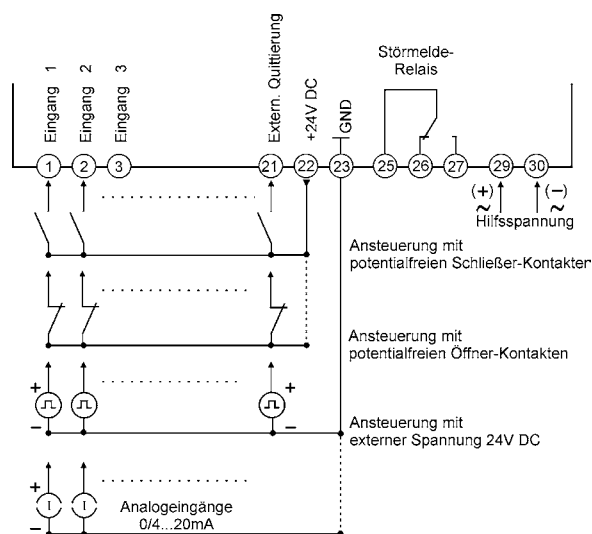 Eingang 1
Eingang 2
Eingang 3
Extern. Quittierung
+24V DC
GND
Störmelde-
Relais
1
2
3
21
22
23
25
26
27
29
30
(+)
~
(−)
~
Hilfsspannung
Ansteuerung mit
potentialfreien Schließer-Kontakten
Ansteuerung mit
potentialfreien Öffner-Kontakten
+
+
−
−
Ansteuerung mit
externer Spannung 24V DC
+
I
I
−
Analogeingänge
0/4...20mA